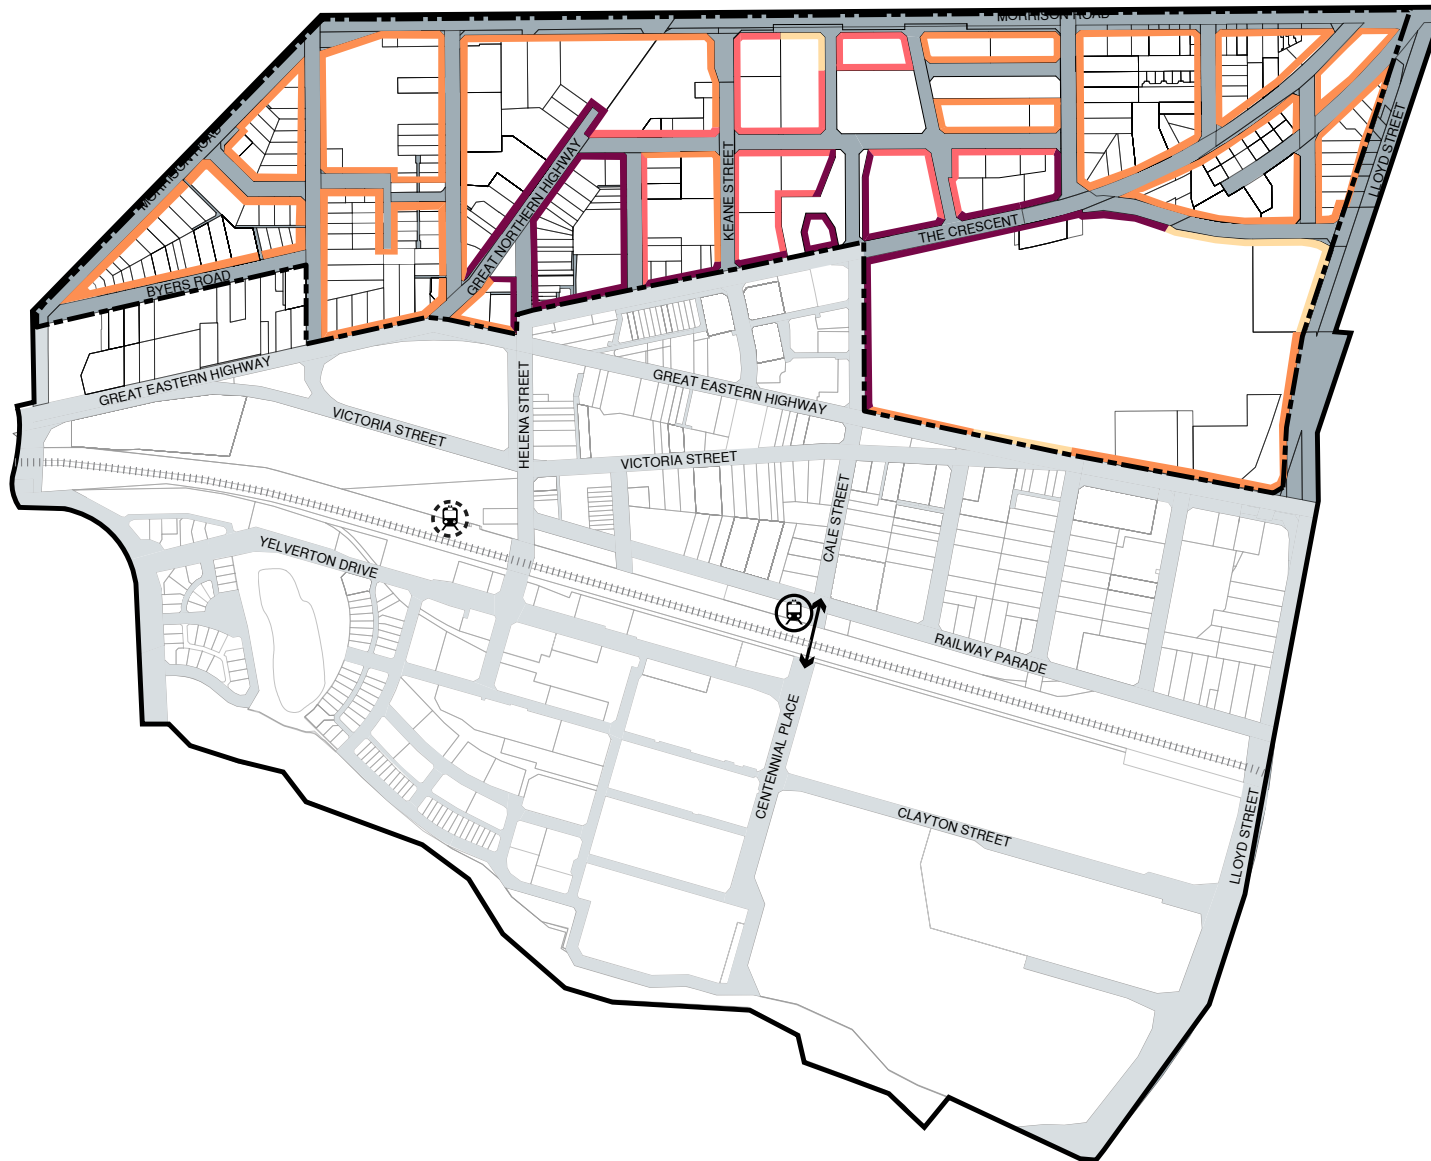 MORRISON ROAD
MORRISON ROAD
LLOYD STREET
KEANE STREET
GREAT NORTHERN HIGHWAY
THE CRESCENT
BYERS ROAD
GREAT EASTERN HIGHWAY
GREAT EASTERN HIGHWAY
HELENA STREET
VICTORIA STREET
VICTORIA STREET
CALE STREET
YELVERTON DRIVE
RAILWAY PARADE
CENTENNIAL PLACE
CLAYTON STREET
LLOYD STREET